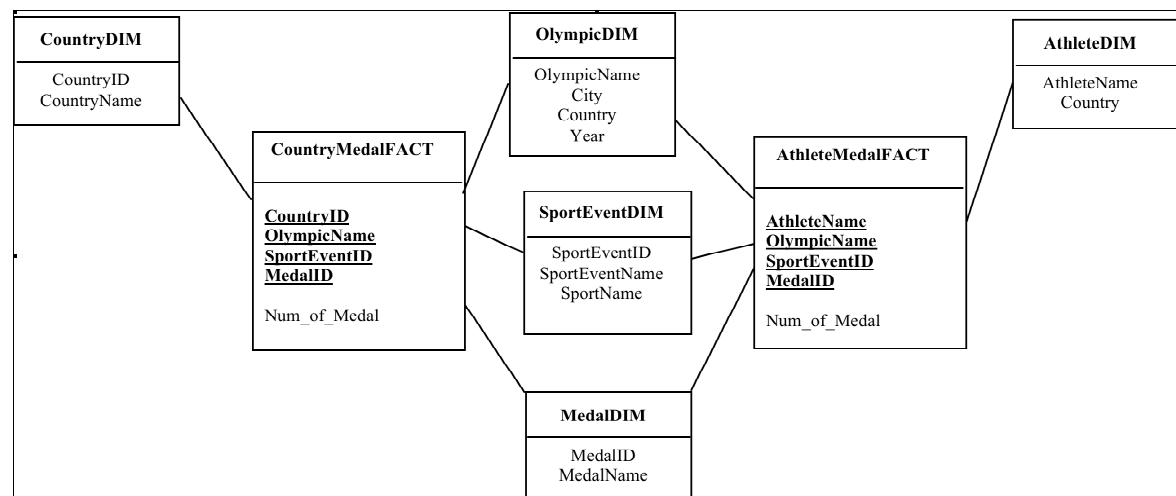 CountryDIM
CountryID
CountryName
OlympicDIM
OlympicName
City
Country
Year
AthleteDIM
AthleteName
Country
CountryMedalFACT
CountryID
OlympicName
SportEventID
MedalID
Num_of_Medal
SportEventDIM
SportEventID
SportEventName
SportName
AthleteMedalFACT
AthleteName
OlympicName
SportEventID
MedalID
Num_of_Medal
MedalDIM
MedalID
MedalName